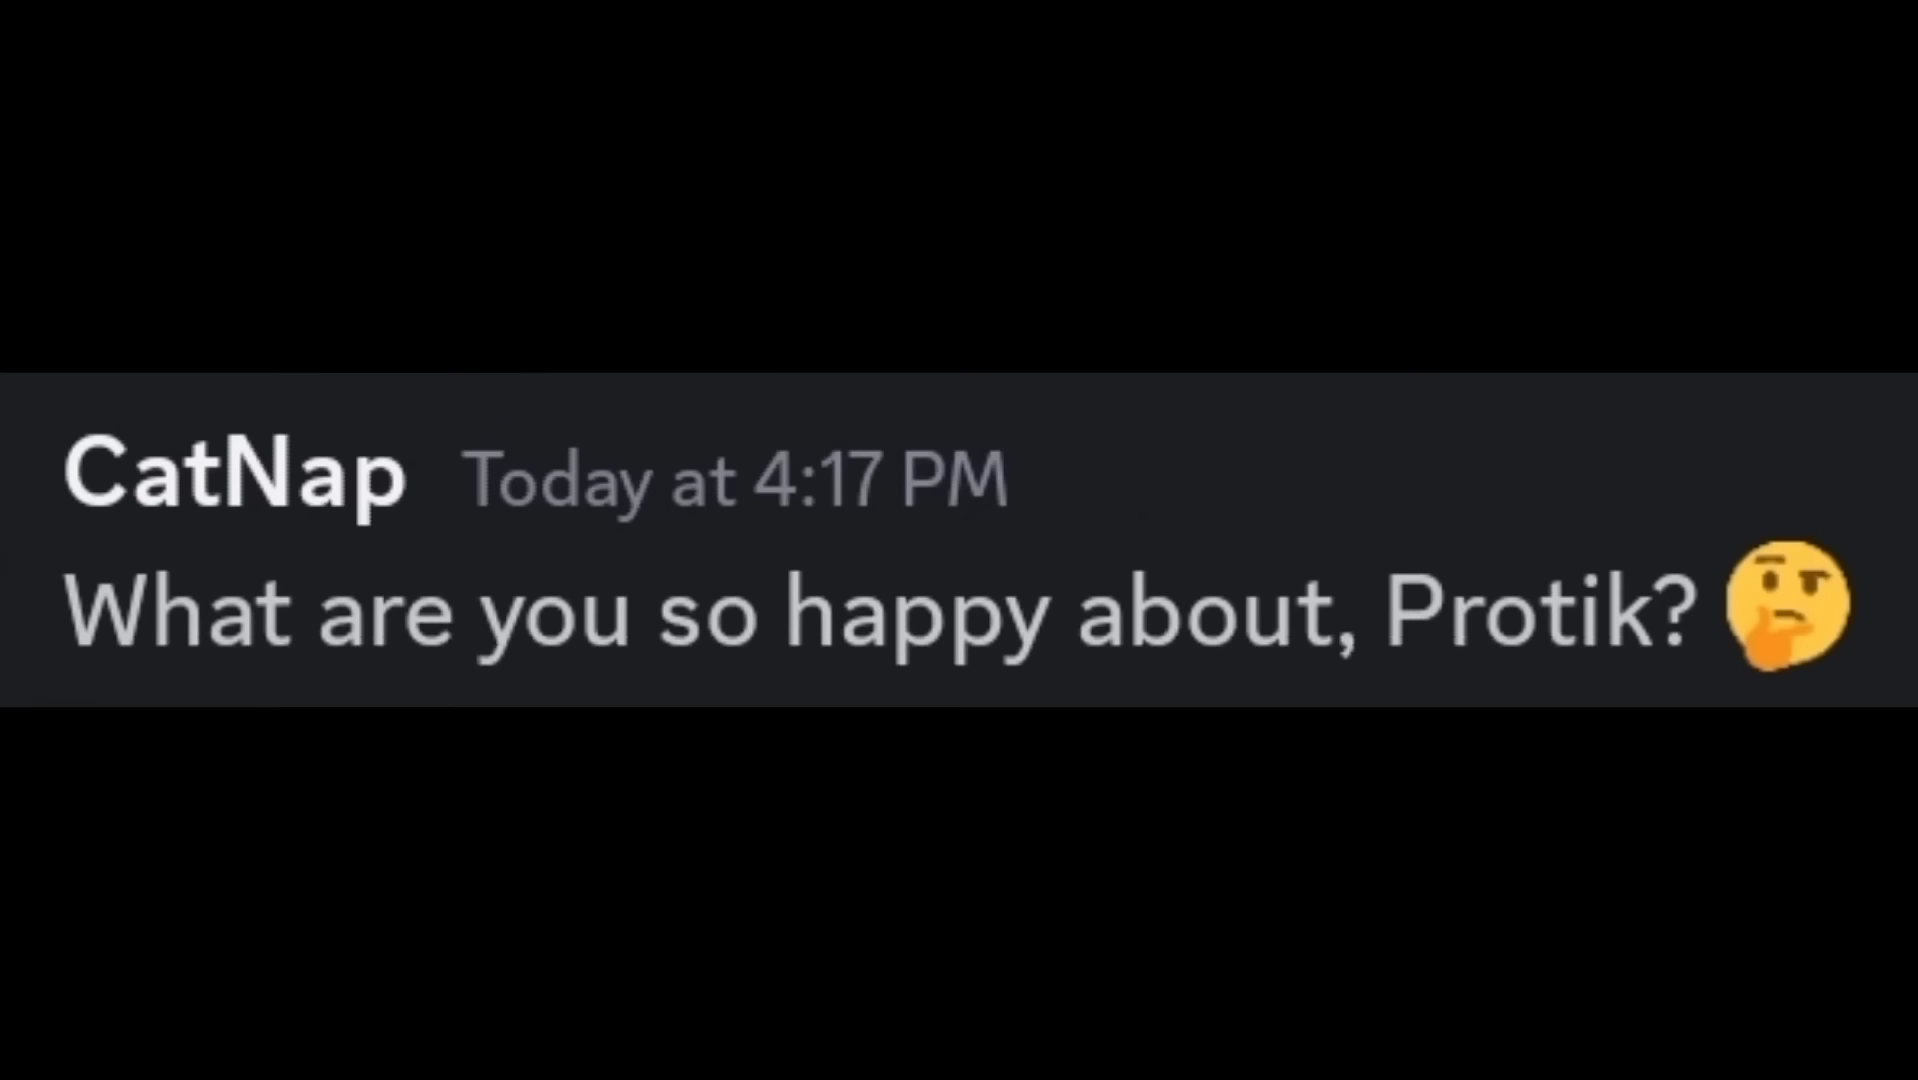 CatNap Today at 4:17 PM
What are you so happy about, Protik? 🤔